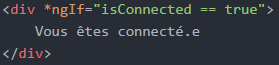 <div *ngIf="isConnected == true">
    Vous êtes connecté.e
</div>